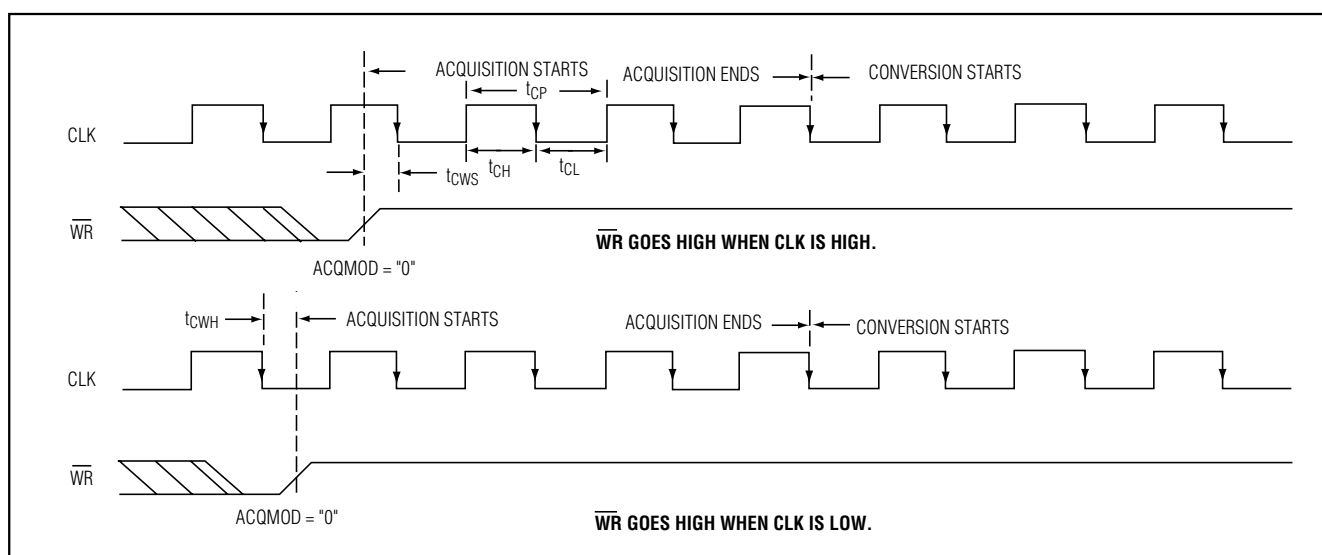 ACQUISITION STARTS
ACQUISITION ENDS
CONVERSION STARTS
tCP
CLK
tCWS
tCH
tCL
WR
WR GOES HIGH WHEN CLK IS HIGH.
ACQMOD = "0"
tCWH
ACQUISITION STARTS
ACQUISITION ENDS
CONVERSION STARTS
CLK
WR
ACQMOD = "0"
WR GOES HIGH WHEN CLK IS LOW.